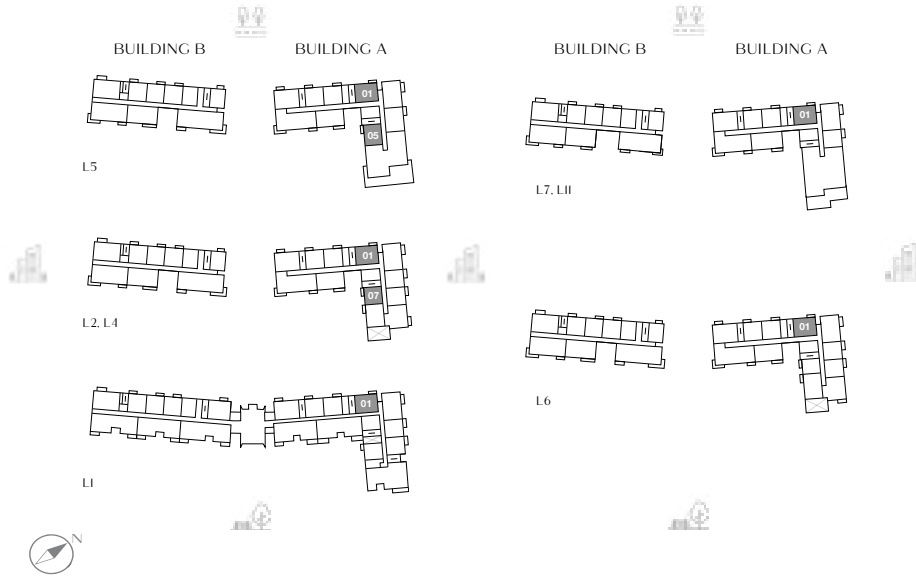 BUILDING B
BUILDING A
01
05
L5
01
07
L2, L4
01
L1
N
BUILDING B
BUILDING A
01
L7, L11
01
L6